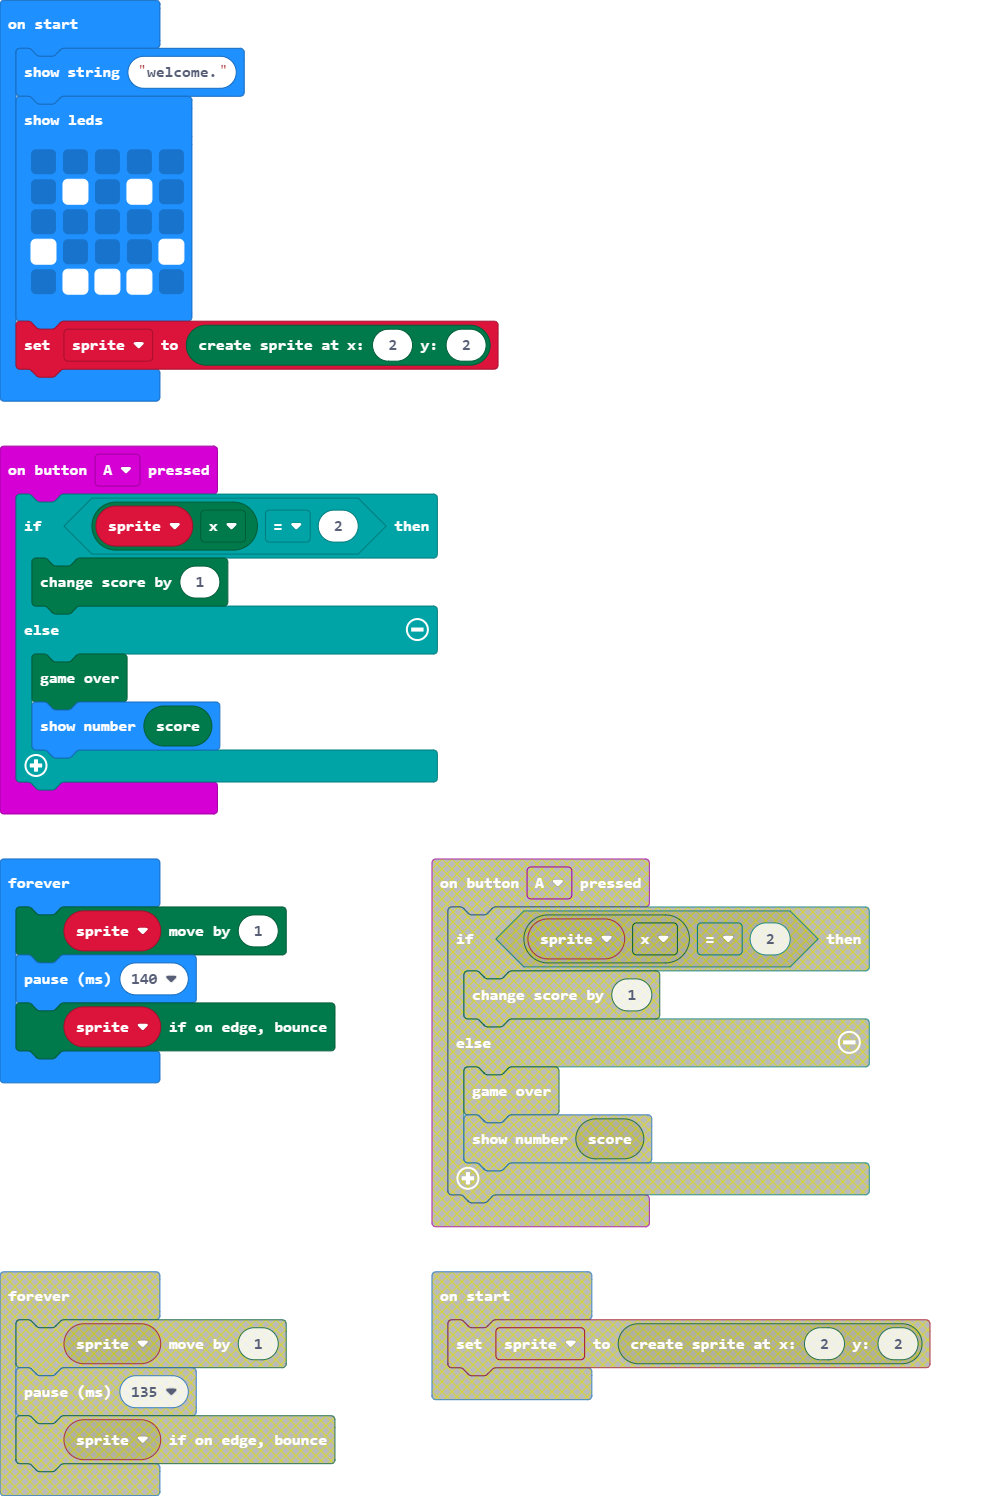 on start
show string "welcome."
show leds
set sprite to create sprite at x: 2 y: 2
on button A pressed
if sprite x = 2 then
change score by 1
else
game over
show number score
forever
sprite move by 1
pause (ms) 140
sprite if on edge, bounce
on button A pressed
if sprite x = 2 then
change score by 1
else
game over
show number score
forever
sprite move by 1
pause (ms) 135
sprite if on edge, bounce
on start
set sprite to create sprite at x: 2 y: 2